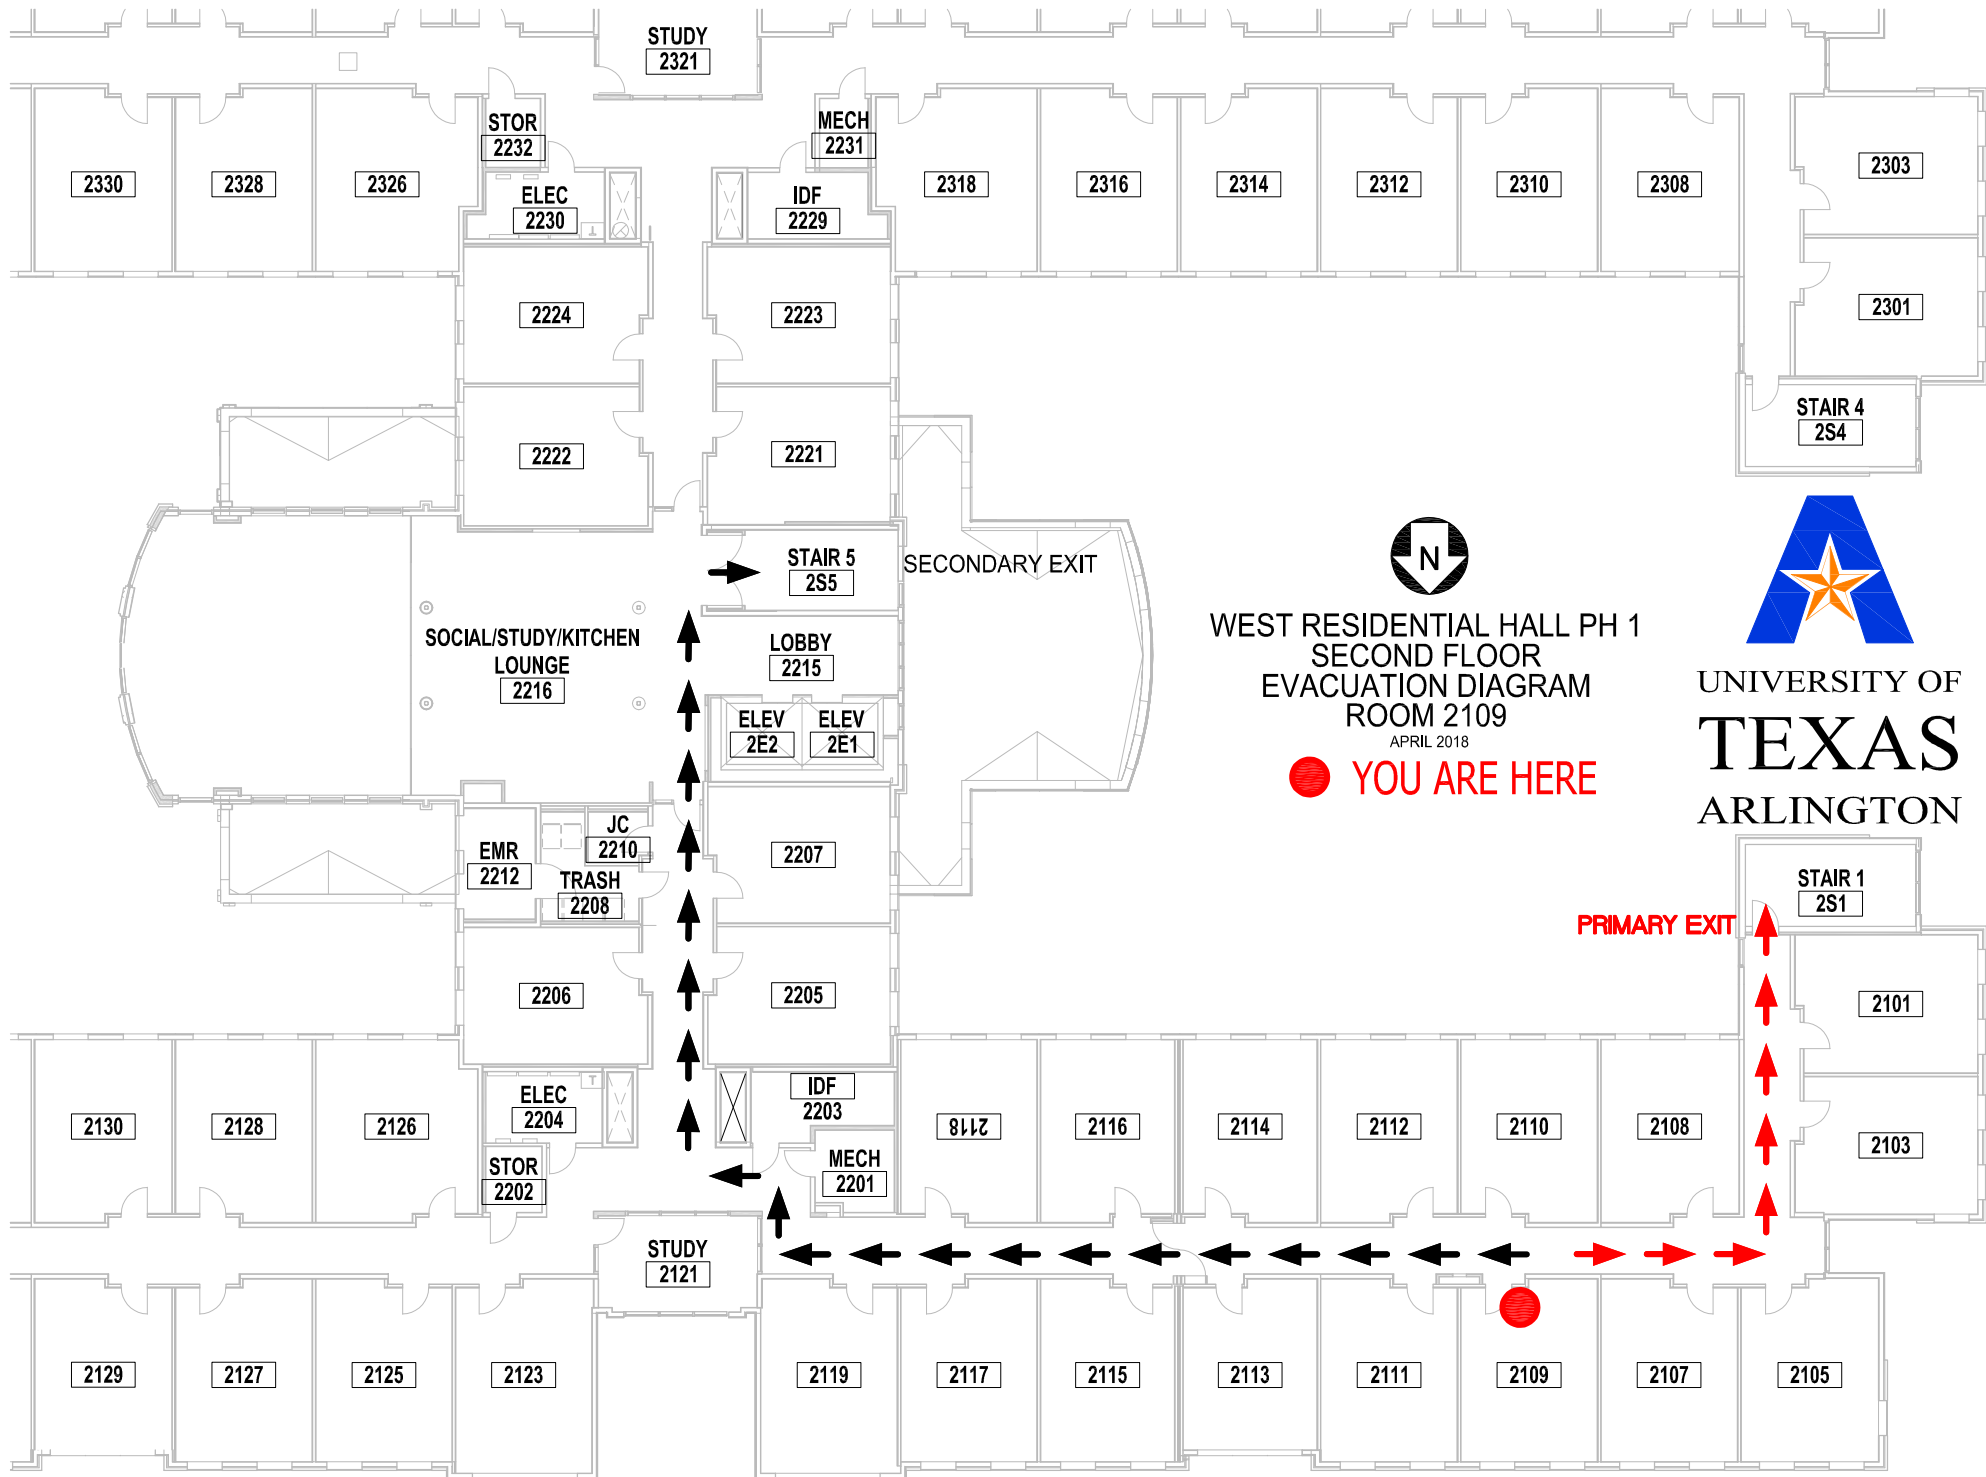 STUDY
2321
STOR
2232
MECH
2231
2330
2328
2326
ELEC
2230
IDF
2229
2318
2316
2314
2312
2310
2308
2303
2224
2223
2301
2222
2221
STAIR 4
2S4
STAIR 5
2S5
SECONDARY EXIT
N
SOCIAL/STUDY/KITCHEN
LOUNGE
2216
LOBBY
2215
ELEV
2E2
ELEV
2E1
WEST RESIDENTIAL HALL PH 1
SECOND FLOOR
EVACUATION DIAGRAM
ROOM 2109
APRIL 2018
YOU ARE HERE
UNIVERSITY OF
TEXAS
ARLINGTON
JC
2210
EMR
2212
TRASH
2208
2207
STAIR 1
2S1
PRIMARY EXIT
2206
2205
2101
ELEC
2204
IDF
2203
2130
2128
2126
2118
2116
2114
2112
2110
2108
2103
STOR
2202
MECH
2201
STUDY
2121
2129
2127
2125
2123
2119
2117
2115
2113
2111
2109
2107
2105